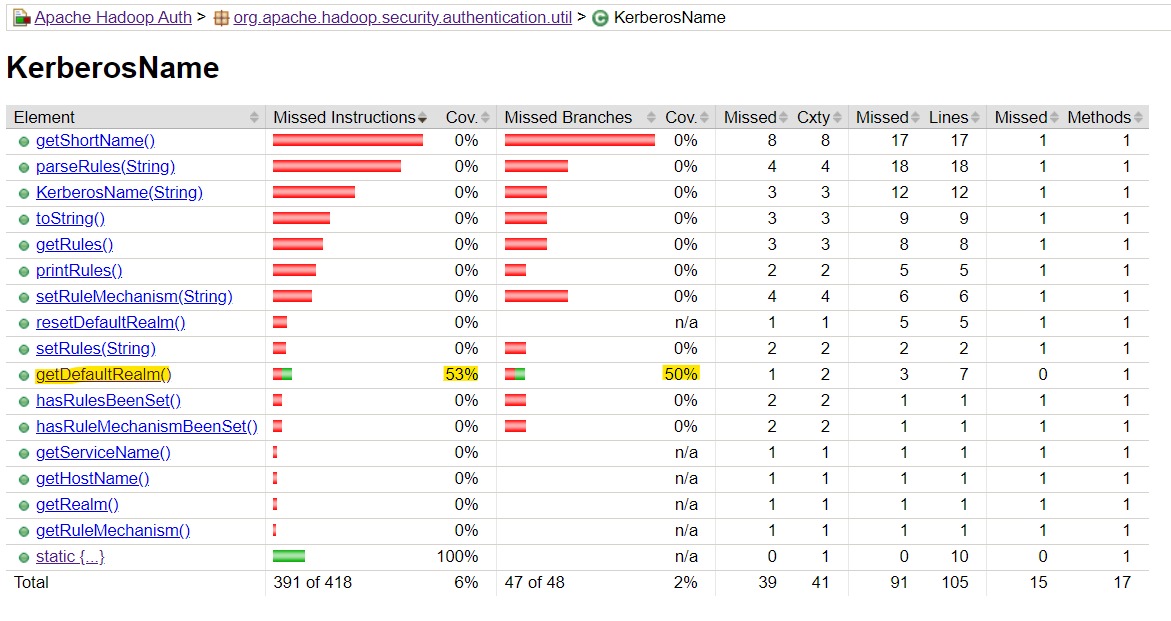 Apache Hadoop Auth > org.apache.hadoop.security.authentication.util > C KerberosName
KerberosName
Element Missed Instructions Cov. Missed Branches Cov. Missed Cxty Missed Lines Missed Methods
getShortName() 0% 0% 8 8 17 17 1 1
parseRules(String) 0% 0% 4 4 18 18 1 1
KerberosName(String) 0% 0% 3 3 12 12 1 1
toString() 0% 0% 3 3 9 9 1 1
getRules() 0% 0% 3 3 8 8 1 1
printRules() 0% 0% 2 2 5 5 1 1
setRuleMechanism(String) 0% 0% 4 4 6 6 1 1
resetDefaultRealm() 0% n/a 1 1 5 5 1 1
setRules(String) 0% 0% 2 2 2 2 1 1
getDefaultRealm() 53% 50% 1 2 3 7 0 1
hasRulesBeenSet() 0% 0% 2 2 1 1 1 1
hasRuleMechanismBeenSet() 0% 0% 2 2 1 1 1 1
getServiceName() 0% n/a 1 1 1 1 1 1
getHostName() 0% n/a 1 1 1 1 1 1
getRealm() 0% n/a 1 1 1 1 1 1
getRuleMechanism() 0% n/a 1 1 1 1 1 1
static {...} 100% n/a 0 1 0 10 0 1
Total 391 of 418 6% 47 of 48 2% 39 41 91 105 15 17